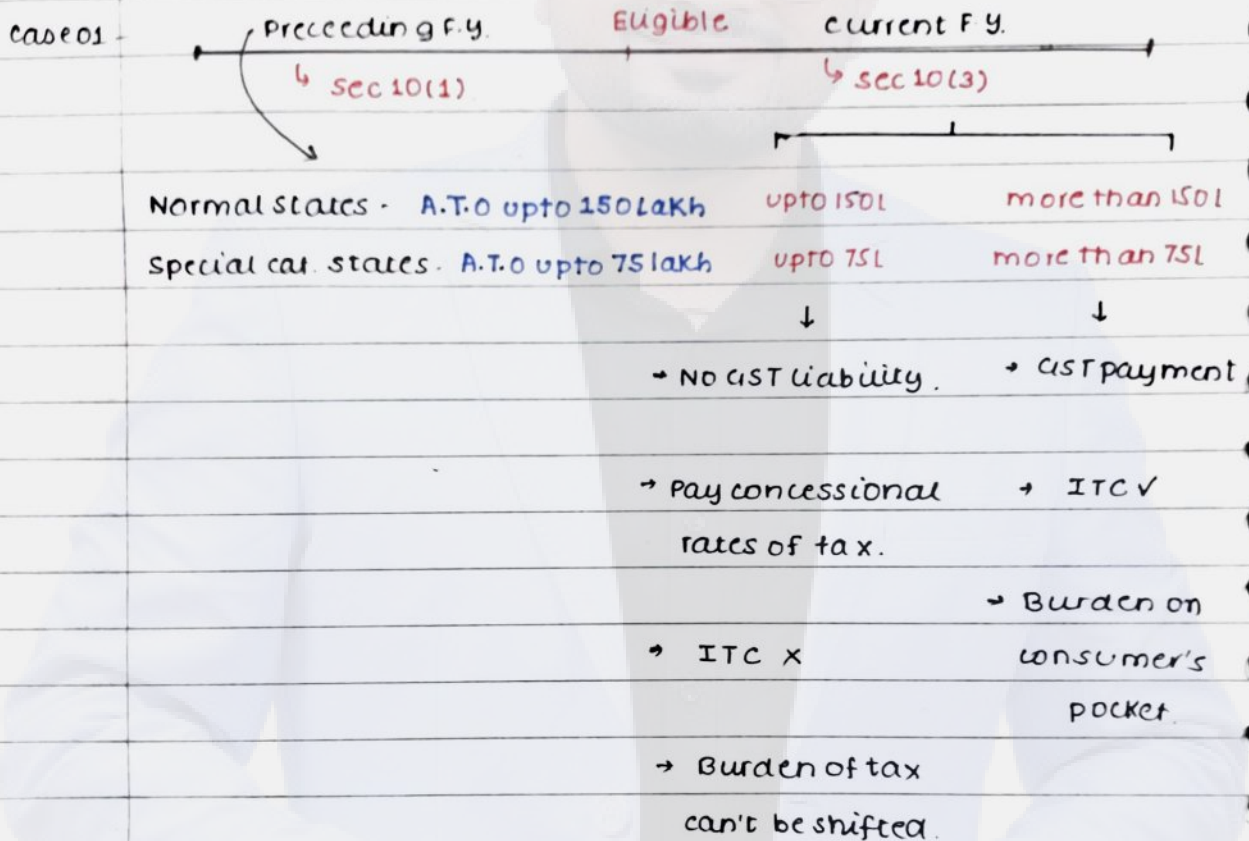 case 01 - preceeding F.Y. Eligible current F Y.
↳ sec 10(1) ↳ sec 10(3)
Normal states - A.T.O upto 150 Lakh upto 150L more than 150L
special cat. states. A.T.O upto 75 lakh upto 75L more than 75L
↓ ↓
→ NO GST liability. → GST payment
→ Pay concessional → ITC ✓
rates of tax.
→ Burden on
→ ITC × consumer's
pocket.
→ Burden of tax
can't be shifted.